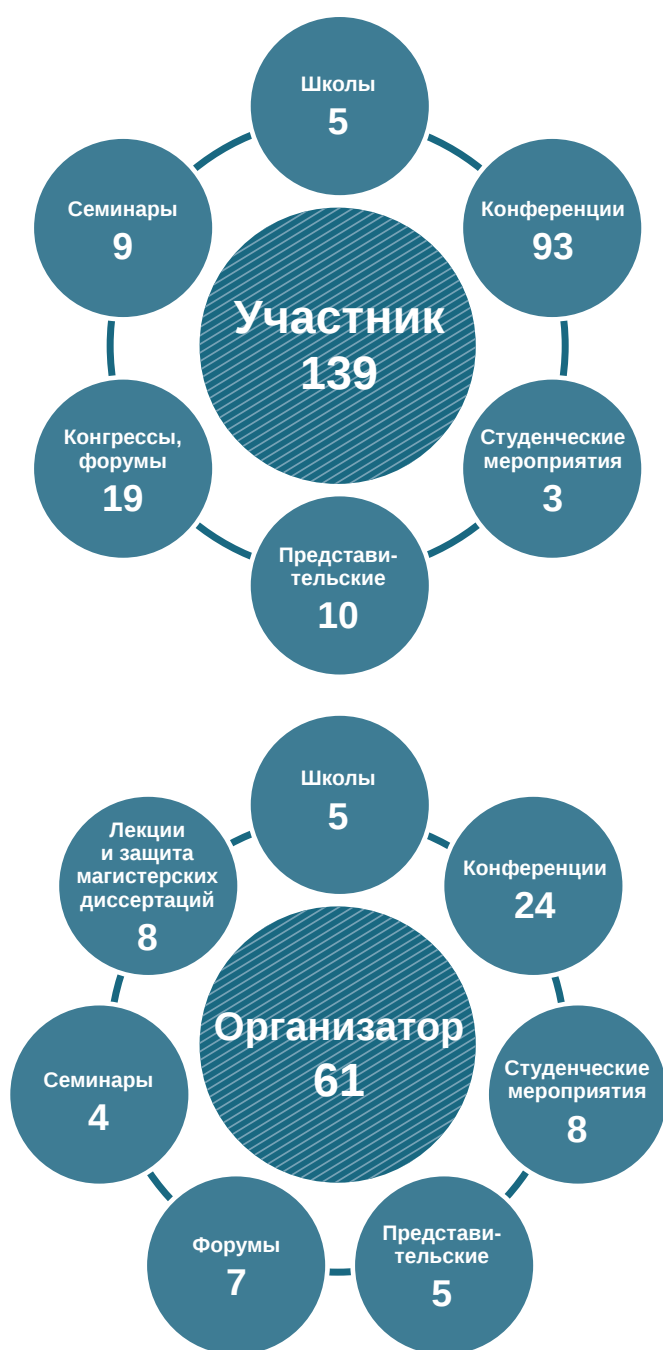 Школы
5
Семинары
9
Конференции
93
Участник
139
Конгрессы,
форумы
19
Студенческие
мероприятия
3
Представи-
тельские
10
Школы
5
Лекции
и защита
магистерских
диссертаций
8
Конференции
24
Организатор
61
Семинары
4
Студенческие
мероприятия
8
Форумы
7
Представи-
тельские
5